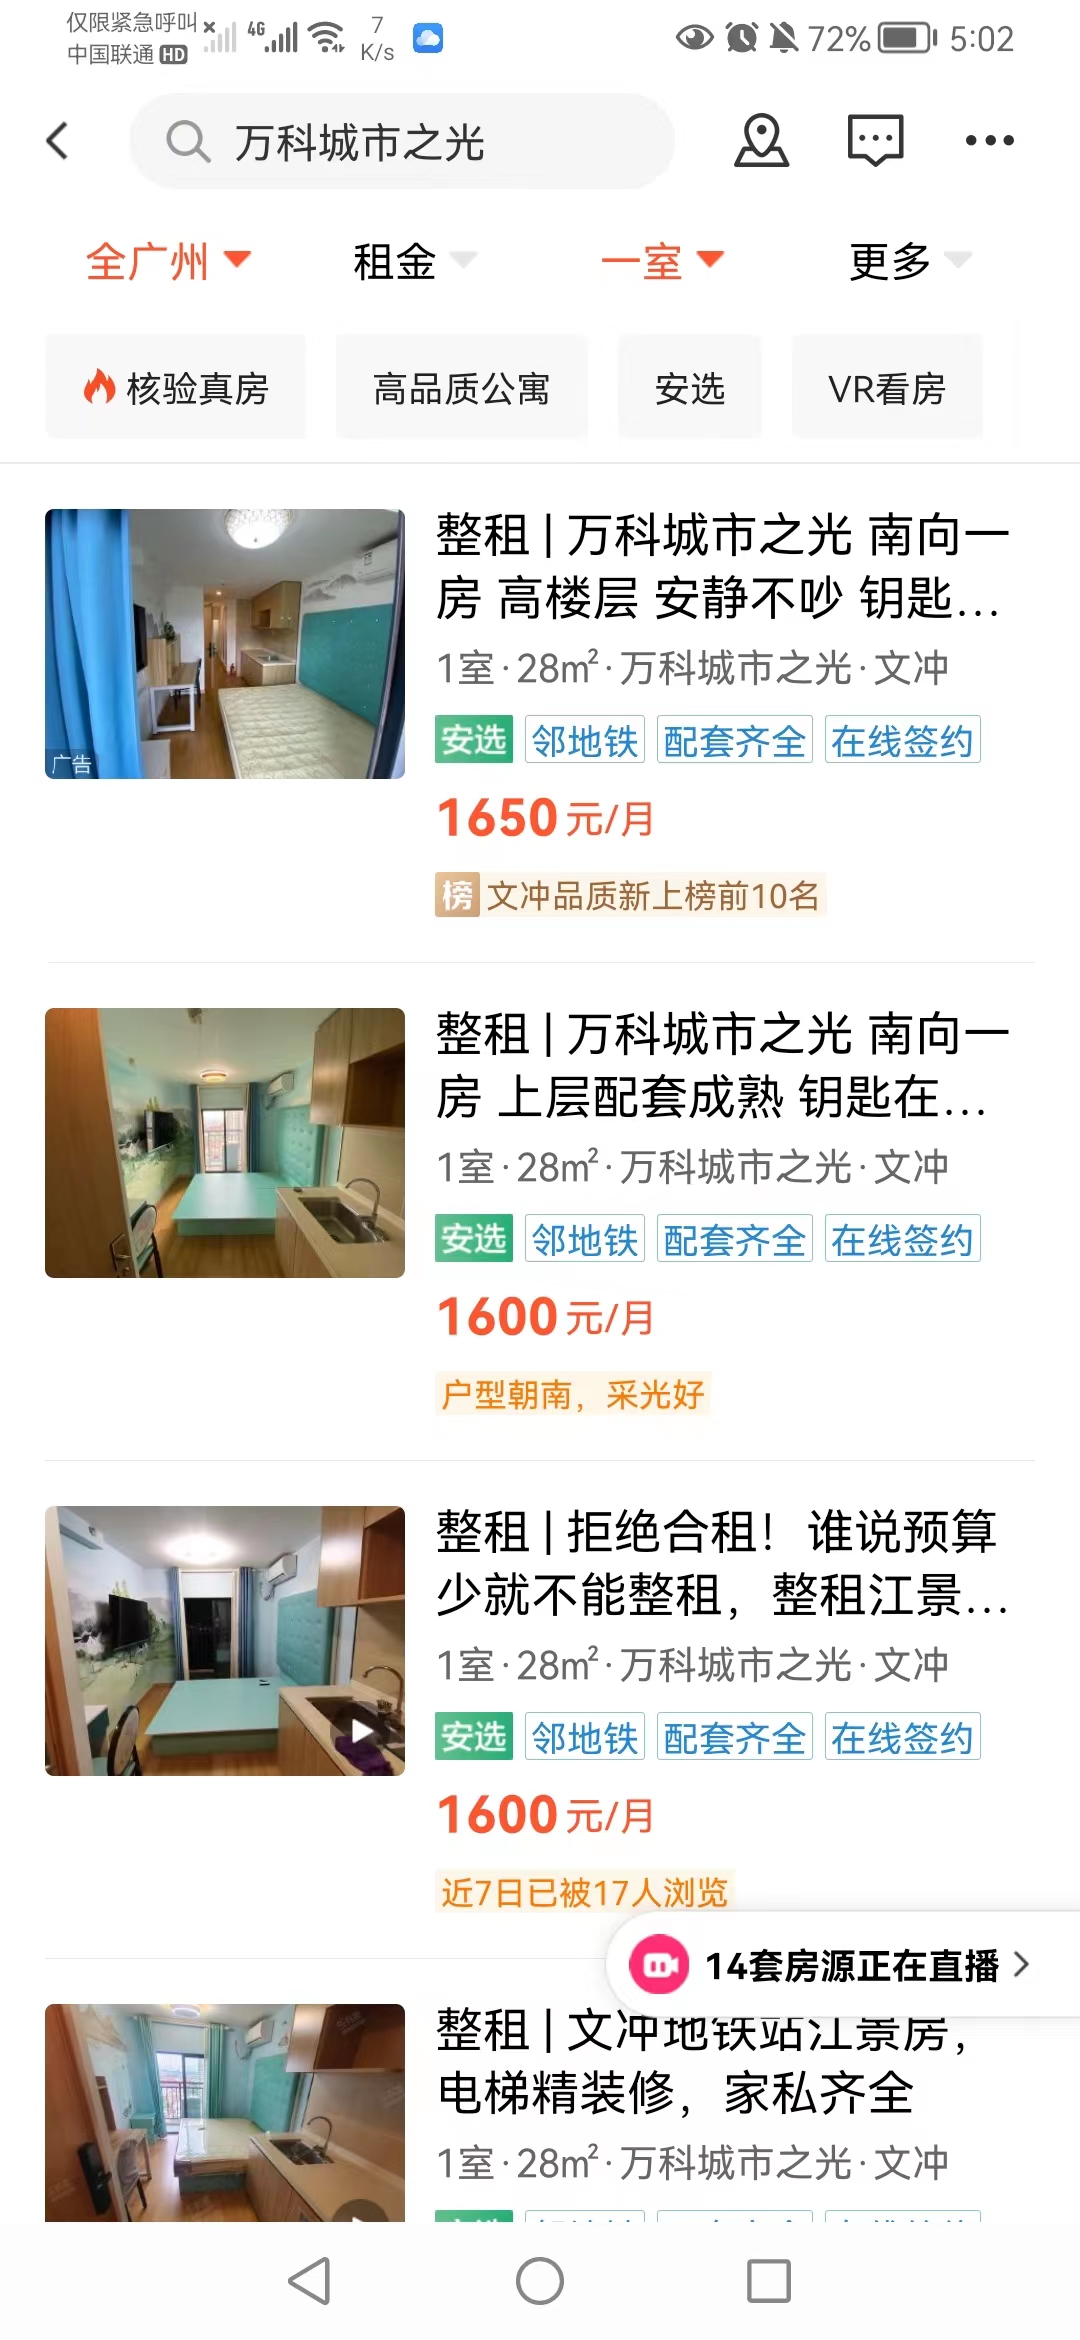 仅限紧急呼叫
4G
7
K/s
中国联通 HD
72%
5:02
万科城市之光
全广州 租金 一室 更多
核验真房 高品质公寓 安选 VR看房
整租 | 万科城市之光 南向一
房 高楼层 安静不吵 钥匙...
1室·28㎡·万科城市之光·文冲
广告
安选 邻地铁 配套齐全 在线签约
1650元/月
榜 文冲品质新上榜前10名
整租 | 万科城市之光 南向一
房 上层配套成熟 钥匙在...
1室·28㎡·万科城市之光·文冲
安选 邻地铁 配套齐全 在线签约
1600元/月
户型朝南，采光好
整租 | 拒绝合租！谁说预算
少就不能整租，整租江景...
1室·28㎡·万科城市之光·文冲
安选 邻地铁 配套齐全 在线签约
1600元/月
近7日已被17人浏览
14套房源正在直播
整租 | 文冲地铁站江景房，
电梯精装修，家私齐全
1室·28㎡·万科城市之光·文冲